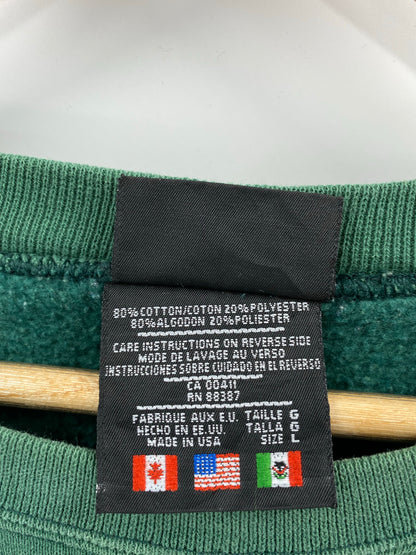 80% COTTON/COTON 20% POLYESTER
80% ALGODON 20% POLIESTER
CARE INSTRUCTIONS ON REVERSE SIDE
MODE DE LAVAGE AU VERSO
INSTRUCCIONES SOBRE CUIDADO EN EL REVERSO
CA 00411
RN 88387
FABRIQUE AUX E.U. TAILLE G
HECHO EN EE.UU. TALLA G
MADE IN USA SIZE L